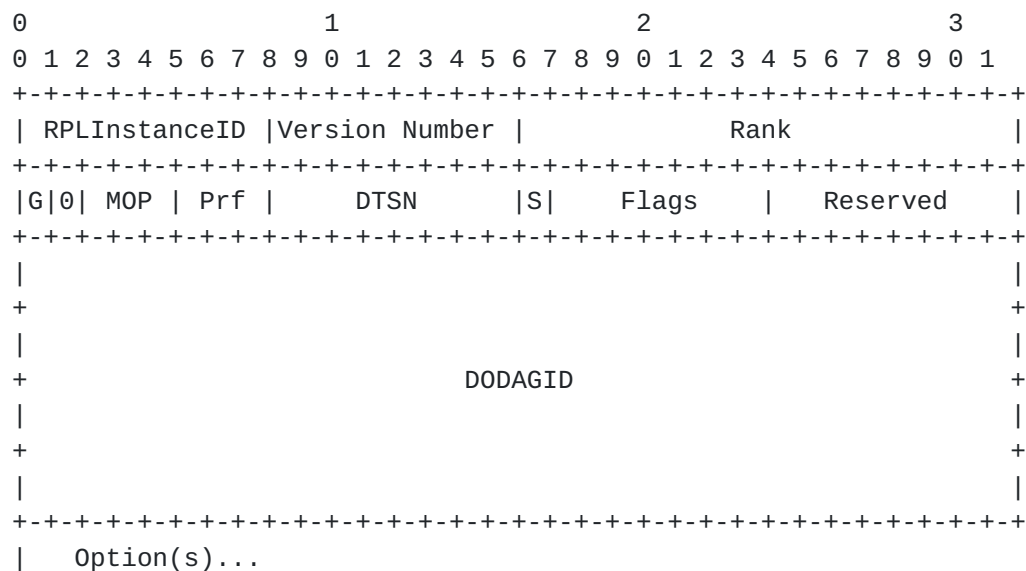 0                   1                   2                   3
0 1 2 3 4 5 6 7 8 9 0 1 2 3 4 5 6 7 8 9 0 1 2 3 4 5 6 7 8 9 0 1
+-+-+-+-+-+-+-+-+-+-+-+-+-+-+-+-+-+-+-+-+-+-+-+-+-+-+-+-+-+-+-+-+
| RPLInstanceID |Version Number |             Rank              |
+-+-+-+-+-+-+-+-+-+-+-+-+-+-+-+-+-+-+-+-+-+-+-+-+-+-+-+-+-+-+-+-+
|G|0| MOP | Prf |     DTSN      |S|    Flags    |   Reserved    |
+-+-+-+-+-+-+-+-+-+-+-+-+-+-+-+-+-+-+-+-+-+-+-+-+-+-+-+-+-+-+-+-+
|                                                               |
+                                                               +
|                                                               |
+                            DODAGID                            +
|                                                               |
+                                                               +
|                                                               |
+-+-+-+-+-+-+-+-+-+-+-+-+-+-+-+-+-+-+-+-+-+-+-+-+-+-+-+-+-+-+-+-+
|   Option(s)...